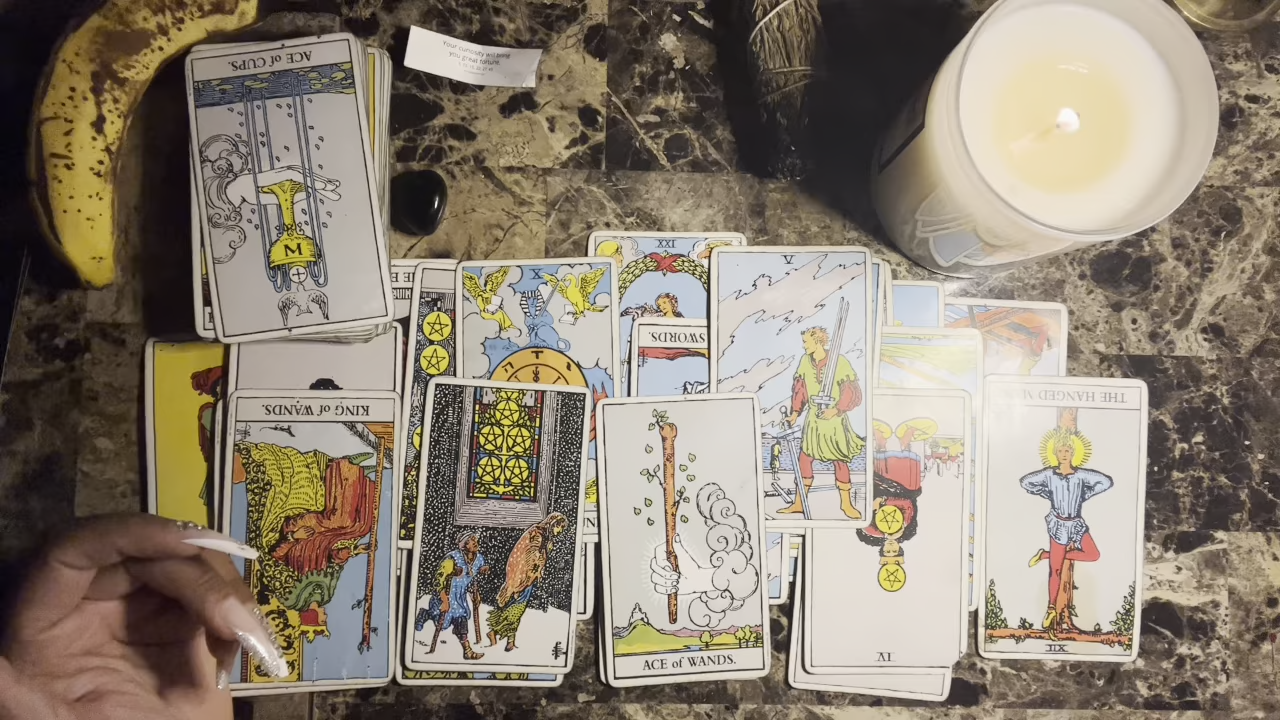 ACE of CUPS.
Your curiosity will bring
you great fortune.
X
XXI
SWORDS.
V
KING of WANDS.
THE HANGED
M
ACE of WANDS.
IV
XII